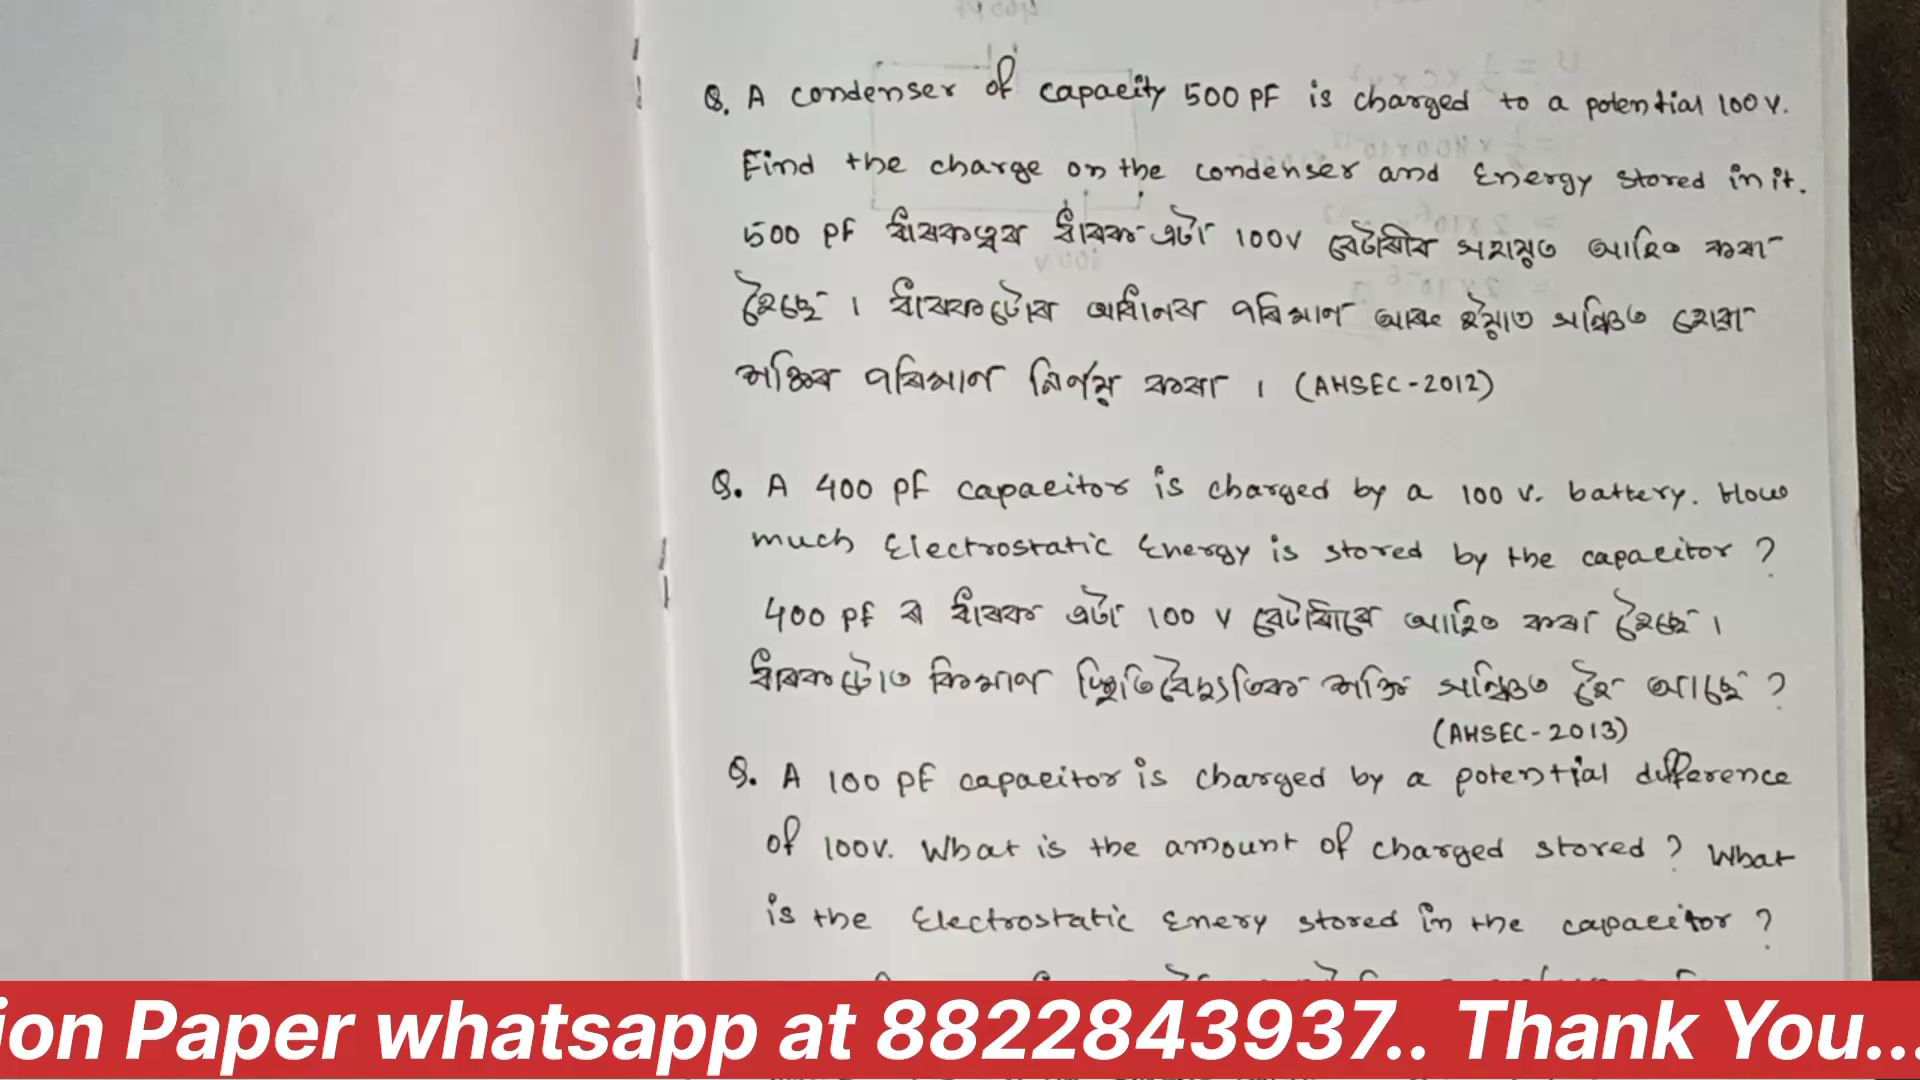 Q. A condenser of capacity 500 PF is charged to a potential 100 V.
Find the charge on the condenser and Energy stored in it.
500 PF ধাৰকত্বৰ ধাৰক এটা 100V বেটাৰীৰ সহায়ত আহিত কৰা
হৈছে । ধাৰকটোৰ আধানৰ পৰিমাণ আৰু ইয়াত সঞ্চিত হোৱা
শক্তিৰ পৰিমাণ নিৰ্ণয় কৰা । (AHSEC-2012)
Q. A 400 PF capacitor is charged by a 100 V. battery. How
much Electrostatic Energy is stored by the capacitor ?
400 PF ৰ ধাৰক এটা 100 V বেটাৰিৰে আহিত কৰা হৈছে ।
ধাৰকটোত কিমান স্থিতিবৈদ্যুতিক শক্তি সঞ্চিত হৈ আছে ?
(AHSEC-2013)
Q. A 100 PF capacitor is charged by a potential difference
of 100V. What is the amount of charged stored ? What
is the Electrostatic Enery stored in the capacitor ?
ion Paper whatsapp at 8822843937.. Thank You...